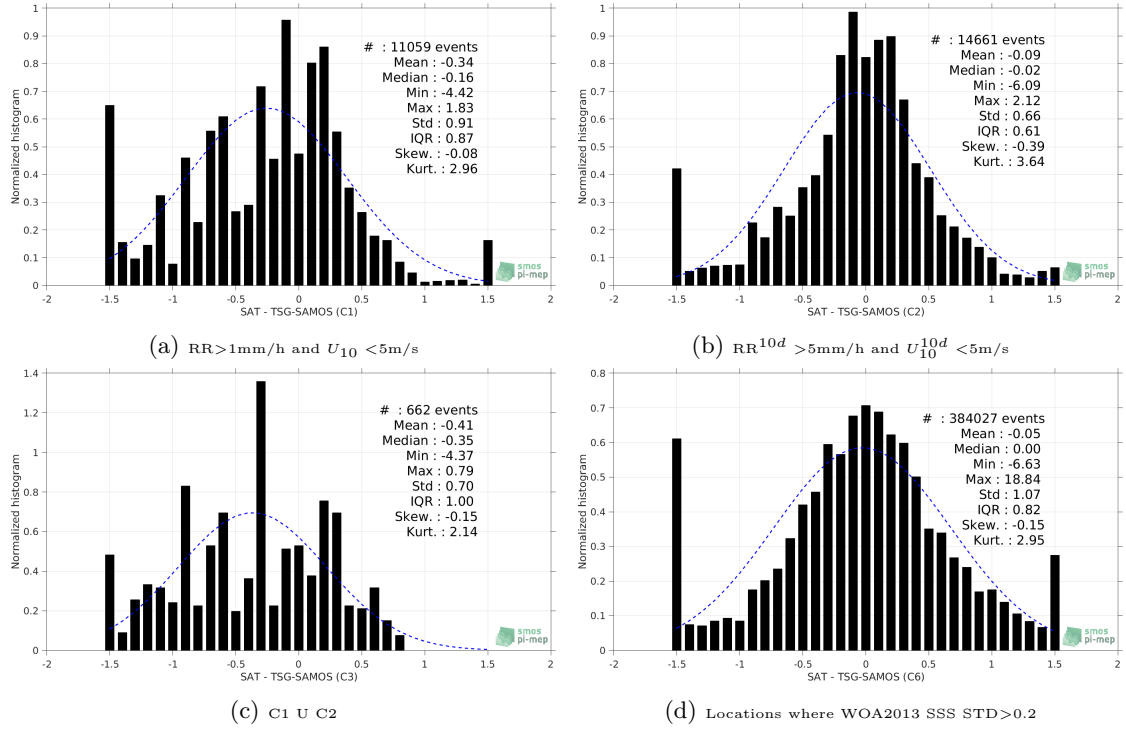 1
0.9
0.8
0.7
0.6
0.5
0.4
0.3
0.2
0.1
0
Normalized histogram
# : 11059 events
Mean : -0.34
Median : -0.16
Min : -4.42
Max : 1.83
Std : 0.91
IQR : 0.87
Skew. : -0.08
Kurt. : 2.96
smos
pi-mep
-2 -1.5 -1 -0.5 0 0.5 1 1.5 2
SAT - TSG-SAMOS (C1)
(a) RR>1mm/h and U10 <5m/s
1
0.9
0.8
0.7
0.6
0.5
0.4
0.3
0.2
0.1
0
Normalized histogram
# : 14661 events
Mean : -0.09
Median : -0.02
Min : -6.09
Max : 2.12
Std : 0.66
IQR : 0.61
Skew. : -0.39
Kurt. : 3.64
smos
pi-mep
-2 -1.5 -1 -0.5 0 0.5 1 1.5 2
SAT - TSG-SAMOS (C2)
(b) RR10d >5mm/h and U10 10d <5m/s
1.4
1.2
1
0.8
0.6
0.4
0.2
0
Normalized histogram
# : 662 events
Mean : -0.41
Median : -0.35
Min : -4.37
Max : 0.79
Std : 0.70
IQR : 1.00
Skew. : -0.15
Kurt. : 2.14
smos
pi-mep
-2 -1.5 -1 -0.5 0 0.5 1 1.5 2
SAT - TSG-SAMOS (C3)
(c) C1 U C2
0.8
0.7
0.6
0.5
0.4
0.3
0.2
0.1
0
Normalized histogram
# : 384027 events
Mean : -0.05
Median : 0.00
Min : -6.63
Max : 18.84
Std : 1.07
IQR : 0.82
Skew. : -0.15
Kurt. : 2.95
smos
pi-mep
-2 -1.5 -1 -0.5 0 0.5 1 1.5 2
SAT - TSG-SAMOS (C6)
(d) Locations where WOA2013 SSS STD>0.2